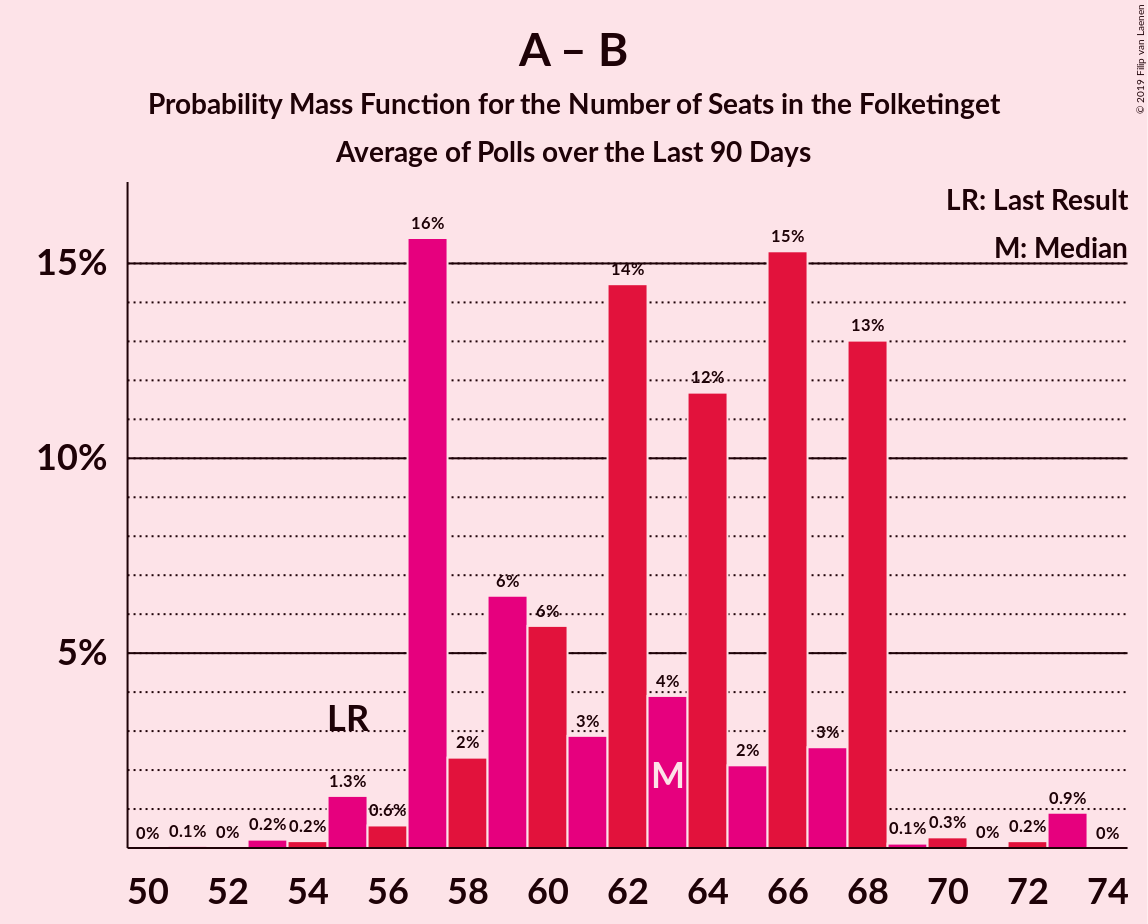 © 2019 Filip van Laenen
A – B
Probability Mass Function for the Number of Seats in the Folketinget
Average of Polls over the Last 90 Days
LR: Last Result
M: Median
15%
10%
5%
0% 0.1% 0% 0.2% 0.2% 1.3% 0.6% 16% 2% 6% 6% 3% 14% 4% 12% 2% 15% 3% 13% 0.1% 0.3% 0% 0.2% 0.9% 0%
LR
M
50 52 54 56 58 60 62 64 66 68 70 72 74